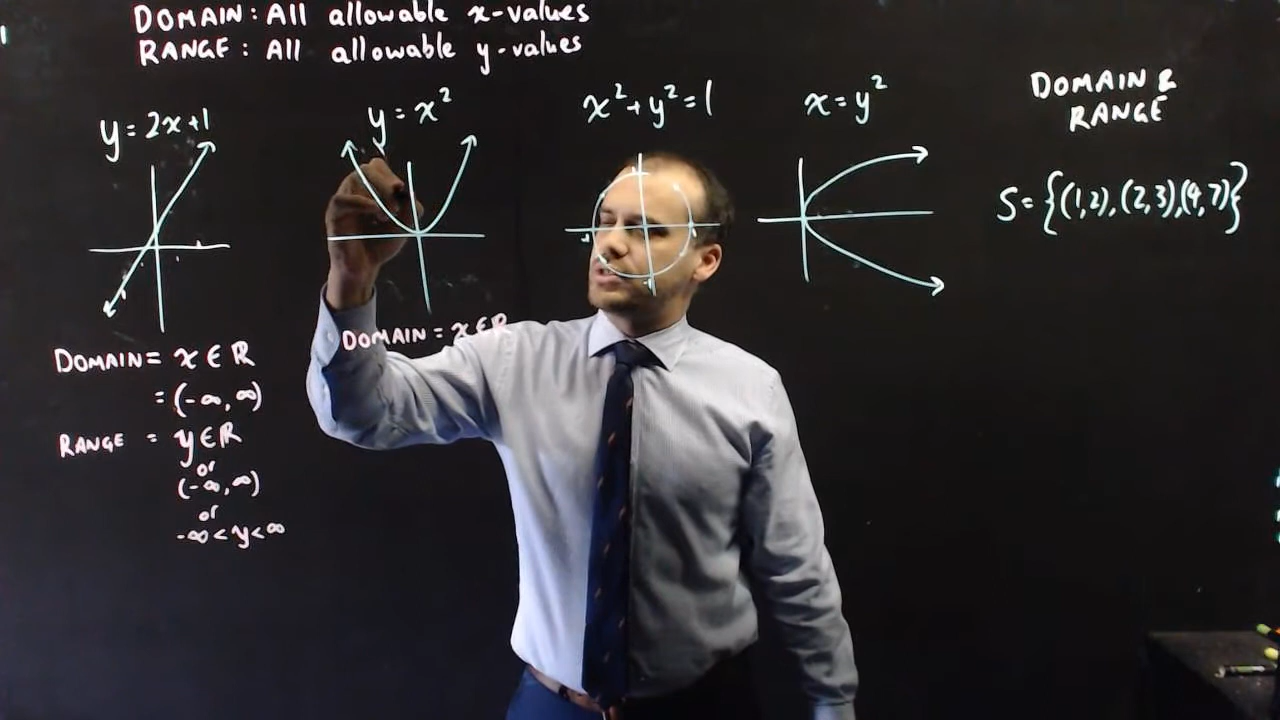 DOMAIN: All allowable x-values
RANGE: All allowable y-values
y = 2x+1
y = x²
x² + y² = 1
x = y²
DOMAIN &
RANGE
S = {(1,2),(2,3),(4,7)}
DOMAIN = x ∈ ℝ
= (-∞, ∞)
RANGE = y ∈ ℝ
or
(-∞, ∞)
or
-∞ < y < ∞
DOMAIN = x ∈ ℝ